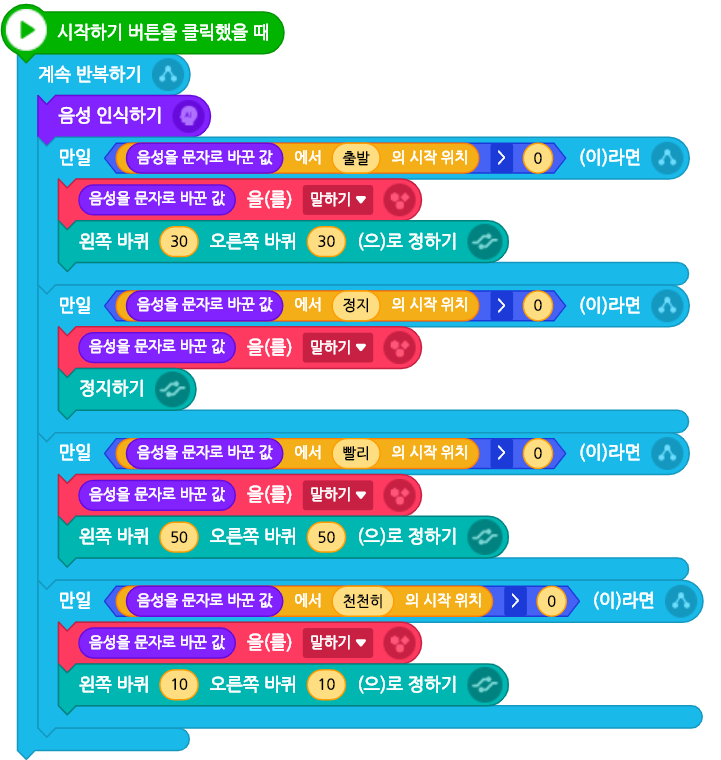 시작하기 버튼을 클릭했을 때
계속 반복하기
음성 인식하기
만일 음성을 문자로 바꾼 값 에서 출발 의 시작 위치 > 0 (이)라면
음성을 문자로 바꾼 값 을(를) 말하기▼
왼쪽 바퀴 30 오른쪽 바퀴 30 (으)로 정하기
만일 음성을 문자로 바꾼 값 에서 정지 의 시작 위치 > 0 (이)라면
음성을 문자로 바꾼 값 을(를) 말하기▼
정지하기
만일 음성을 문자로 바꾼 값 에서 빨리 의 시작 위치 > 0 (이)라면
음성을 문자로 바꾼 값 을(를) 말하기▼
왼쪽 바퀴 50 오른쪽 바퀴 50 (으)로 정하기
만일 음성을 문자로 바꾼 값 에서 천천히 의 시작 위치 > 0 (이)라면
음성을 문자로 바꾼 값 을(를) 말하기▼
왼쪽 바퀴 10 오른쪽 바퀴 10 (으)로 정하기